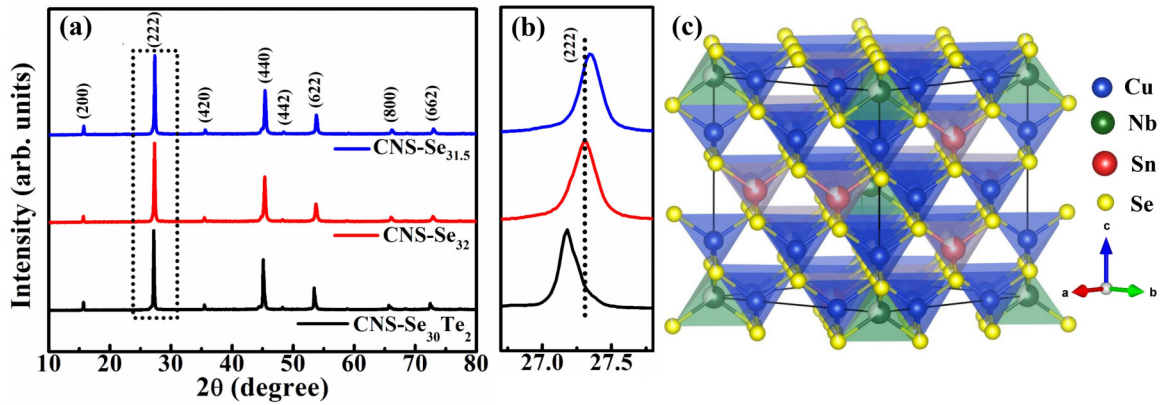 (a)
Intensity (arb. units)
(200)
(222)
(420)
(440)
(442)
(622)
(800)
(662)
CNS-Se31.5
CNS-Se32
CNS-Se30Te2
10 20 30 40 50 60 70 80
2θ (degree)
(b)
(222)
27.0 27.5
(c)
Cu
Nb
Sn
Se
c
a
b